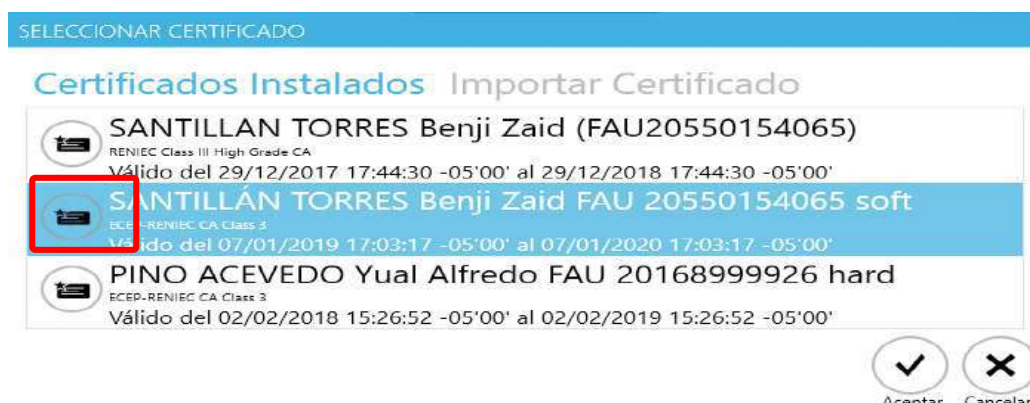 SELECCIONAR CERTIFICADO
Certificados Instalados Importar Certificado
SANTILLAN TORRES Benji Zaid (FAU20550154065)
RENIEC Class III High Grade CA
Válido del 29/12/2017 17:44:30 -05'00' al 29/12/2018 17:44:30 -05'00'
SANTILLÁN TORRES Benji Zaid FAU 20550154065 soft
ECEP-RENIEC CA Class 3
Válido del 07/01/2019 17:03:17 -05'00' al 07/01/2020 17:03:17 -05'00'
PINO ACEVEDO Yual Alfredo FAU 20168999926 hard
ECEP-RENIEC CA Class 3
Válido del 02/02/2018 15:26:52 -05'00' al 02/02/2019 15:26:52 -05'00'
Aceptar Cancelar